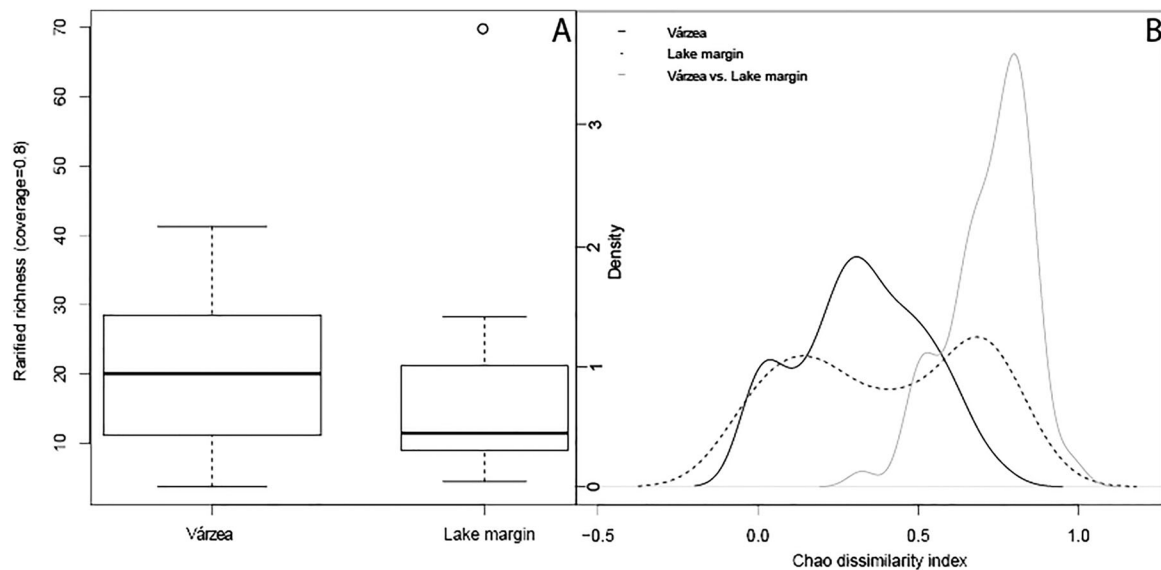 A
Rarified richness (coverage=0.8)
70
60
50
40
30
20
10
Várzea
Lake margin
B
Várzea
Lake margin
Várzea vs. Lake margin
Density
3
2
1
0
−0.5
0.0
0.5
1.0
Chao dissimilarity index